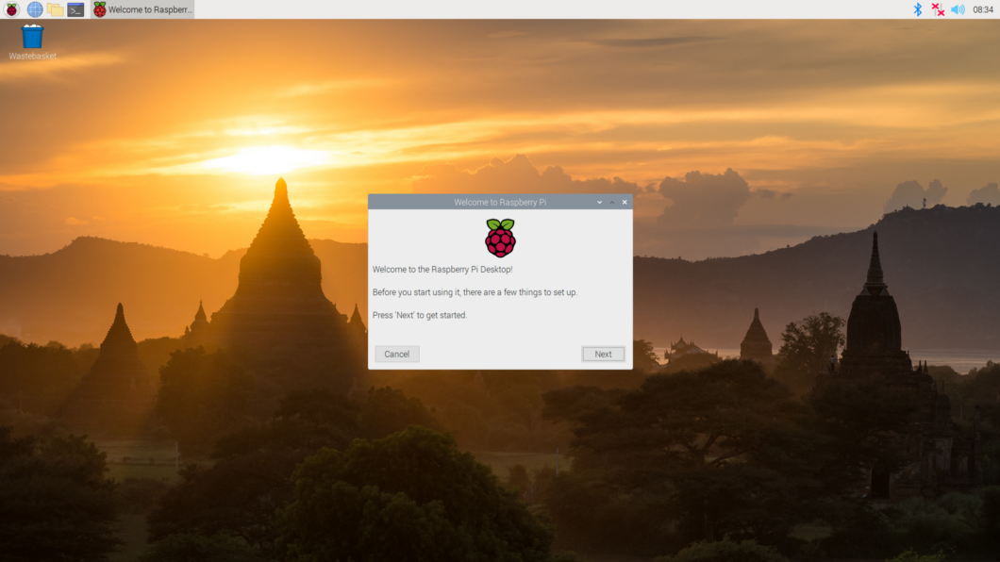 Welcome to Raspberr...
08:34
Wastebasket
Welcome to Raspberry Pi
Welcome to the Raspberry Pi Desktop!
Before you start using it, there are a few things to set up.
Press 'Next' to get started.
Cancel
Next